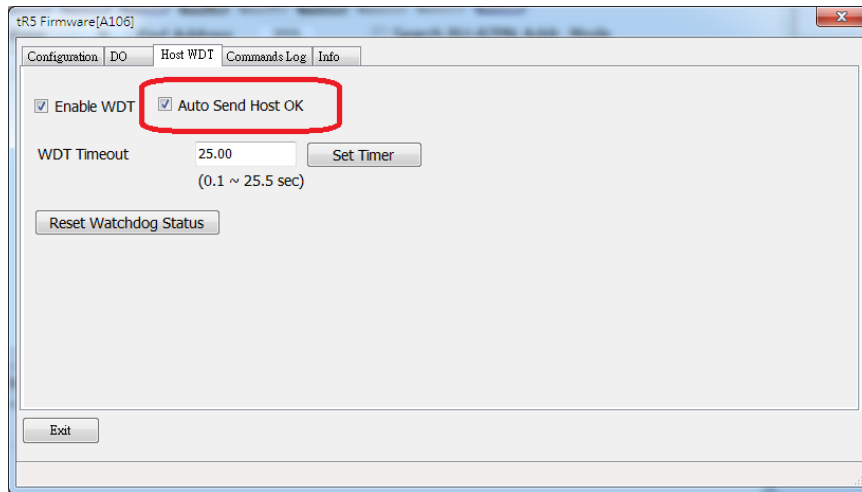 tR5 Firmware[A106]
Configuration DO Host WDT Commands Log Info
Enable WDT Auto Send Host OK
WDT Timeout 25.00 Set Timer
(0.1 ~ 25.5 sec)
Reset Watchdog Status
Exit